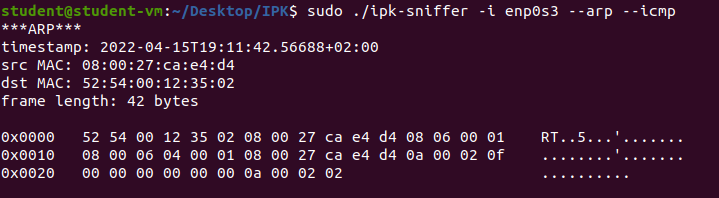 student@student-vm:~/Desktop/IPK$ sudo ./ipk-sniffer -i enp0s3 --arp --icmp
***ARP***
timestamp: 2022-04-15T19:11:42.56688+02:00
src MAC: 08:00:27:ca:e4:d4
dst MAC: 52:54:00:12:35:02
frame length: 42 bytes

0x0000   52 54 00 12 35 02 08 00 27 ca e4 d4 08 06 00 01    RT..5...'.......
0x0010   08 00 06 04 00 01 08 00 27 ca e4 d4 0a 00 02 0f    ........'.......
0x0020   00 00 00 00 00 00 0a 00 02 02                      ..........